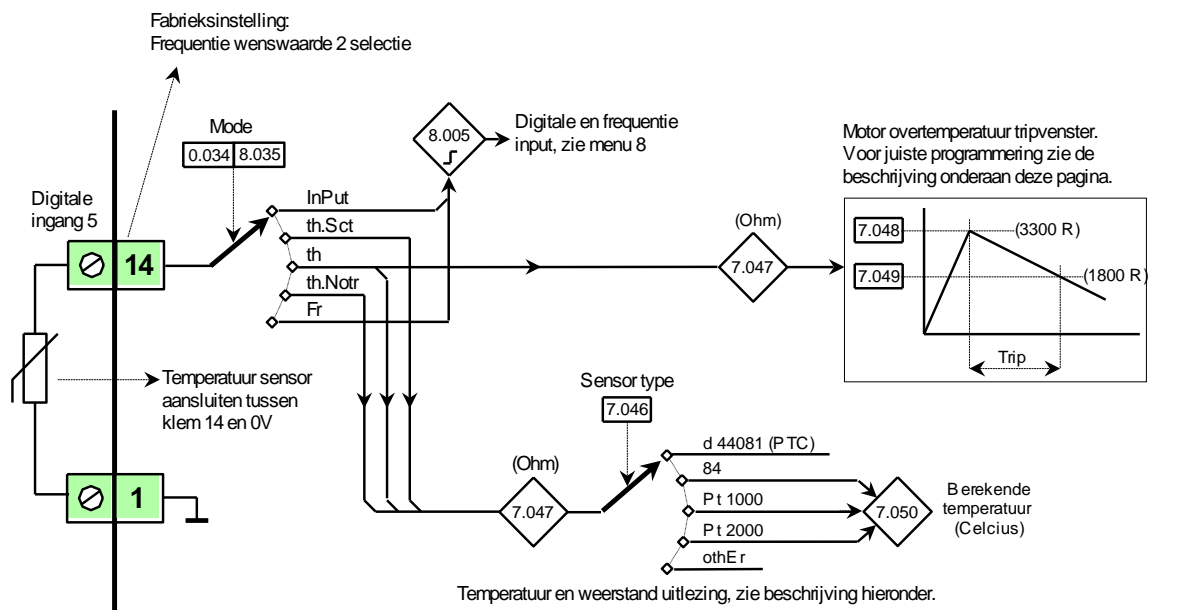 Fabrieksinstelling:
Frequentie wenswaarde 2 selectie
Mode
0.034 8.035
8.005
Digitale en frequentie
input, zie menu 8
Motor overtemperatuur tripvenster.
Voor juiste programmering zie de
beschrijving onderaan deze pagina.
Digitale
ingang 5
14
InPut
th.Sct
th
th.Notr
Fr
(Ohm)
7.047
7.048
(3300 R)
7.049
(1800 R)
Trip
Temperatuur sensor
aansluiten tussen
klem 14 en 0V
1
Sensor type
7.046
(Ohm)
7.047
d 44081 (PTC)
84
Pt 1000
Pt 2000
othEr
7.050
Berekende
temperatuur
(Celcius)
Temperatuur en weerstand uitlezing, zie beschrijving hieronder.